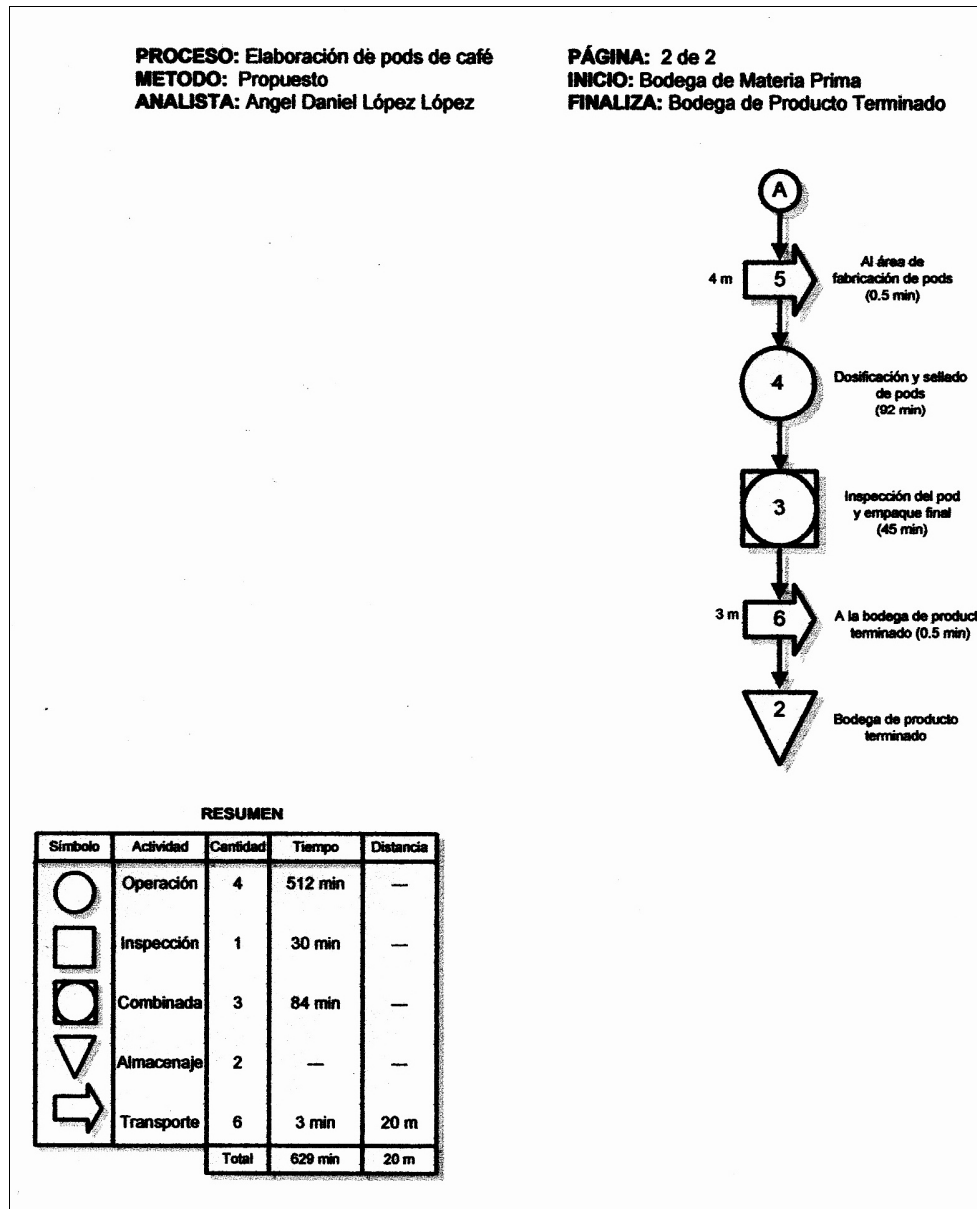 PROCESO: Elaboración de pods de café
METODO: Propuesto
ANALISTA: Angel Daniel López López
PÁGINA: 2 de 2
INICIO: Bodega de Materia Prima
FINALIZA: Bodega de Producto Terminado
A
4 m
5
Al área de
fabricación de pods
(0.5 min)
4
Dosificación y sellado
de pods
(92 min)
3
Inspección del pod
y empaque final
(45 min)
3 m
6
A la bodega de product
terminado (0.5 min)
2
Bodega de producto
terminado
RESUMEN
Símbolo Actividad Cantidad Tiempo Distancia
Operación 4 512 min —
Inspección 1 30 min —
Combinada 3 84 min —
Almacenaje 2 — —
Transporte 6 3 min 20 m
Total 629 min 20 m